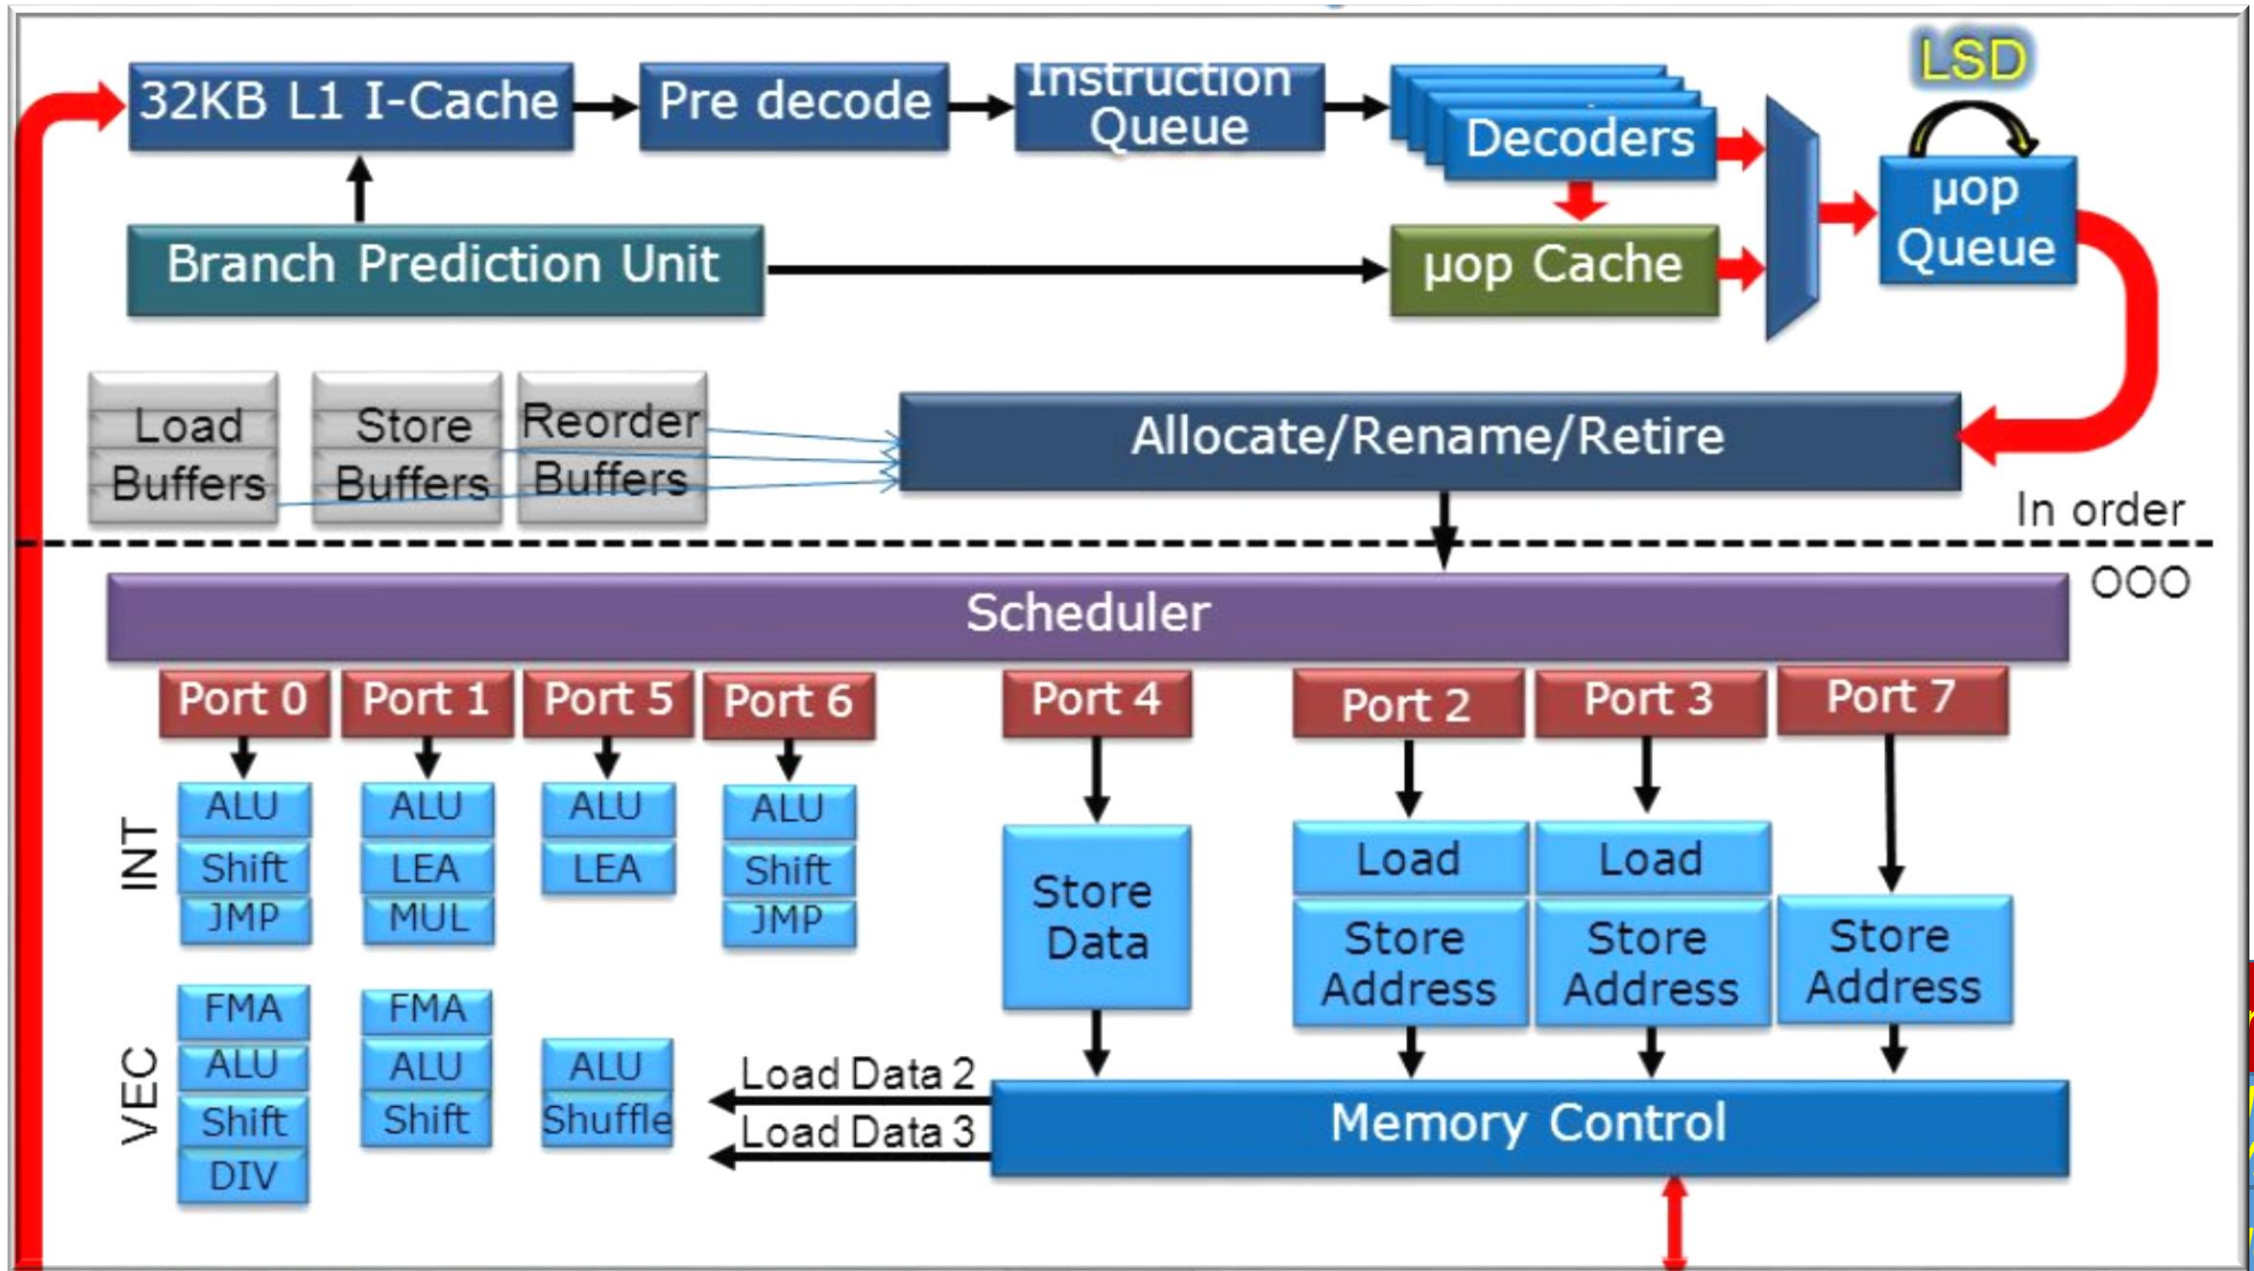 LSD
32KB L1 I-Cache
Pre decode
Instruction
Queue
Decoders
µop
Queue
Branch Prediction Unit
µop Cache
Load
Buffers
Store
Buffers
Reorder
Buffers
Allocate/Rename/Retire
In order
OOO
Scheduler
Port 0
Port 1
Port 5
Port 6
Port 4
Port 2
Port 3
Port 7
INT
ALU
Shift
JMP
ALU
LEA
MUL
ALU
LEA
ALU
Shift
JMP
Store
Data
Load
Store
Address
Load
Store
Address
Store
Address
VEC
FMA
ALU
Shift
DIV
FMA
ALU
Shift
ALU
Shuffle
Load Data 2
Load Data 3
Memory Control